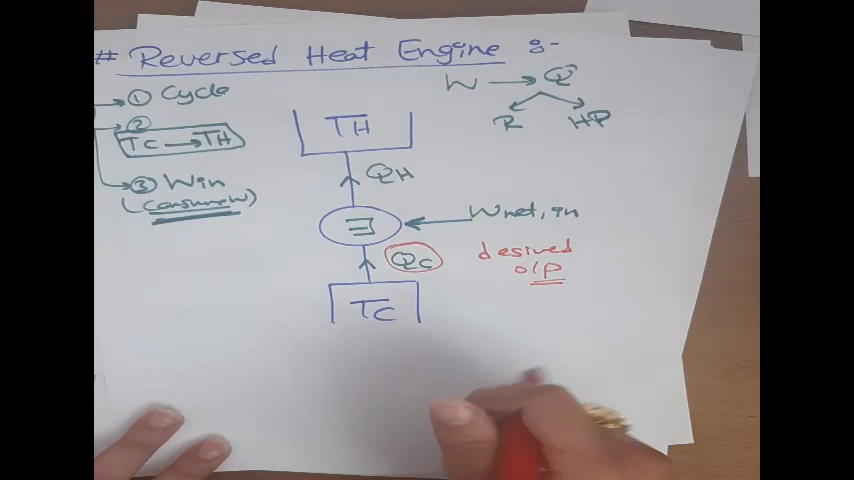 # Reversed Heat Engine :-
W → Q
R HP
① Cycle
②
TC → TH
③ Win
(consume W)
TH
QH
E
Wnet, in
QC
desired
o/p
TC